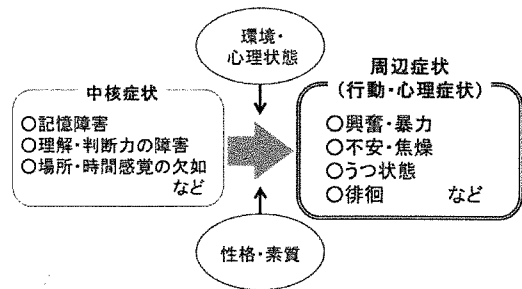 環境・
心理状態
中核症状
○記憶障害
○理解・判断力の障害
○場所・時間感覚の欠如
など
周辺症状
(行動・心理症状)
○興奮・暴力
○不安・焦燥
○うつ状態
○徘徊 など
性格・素質